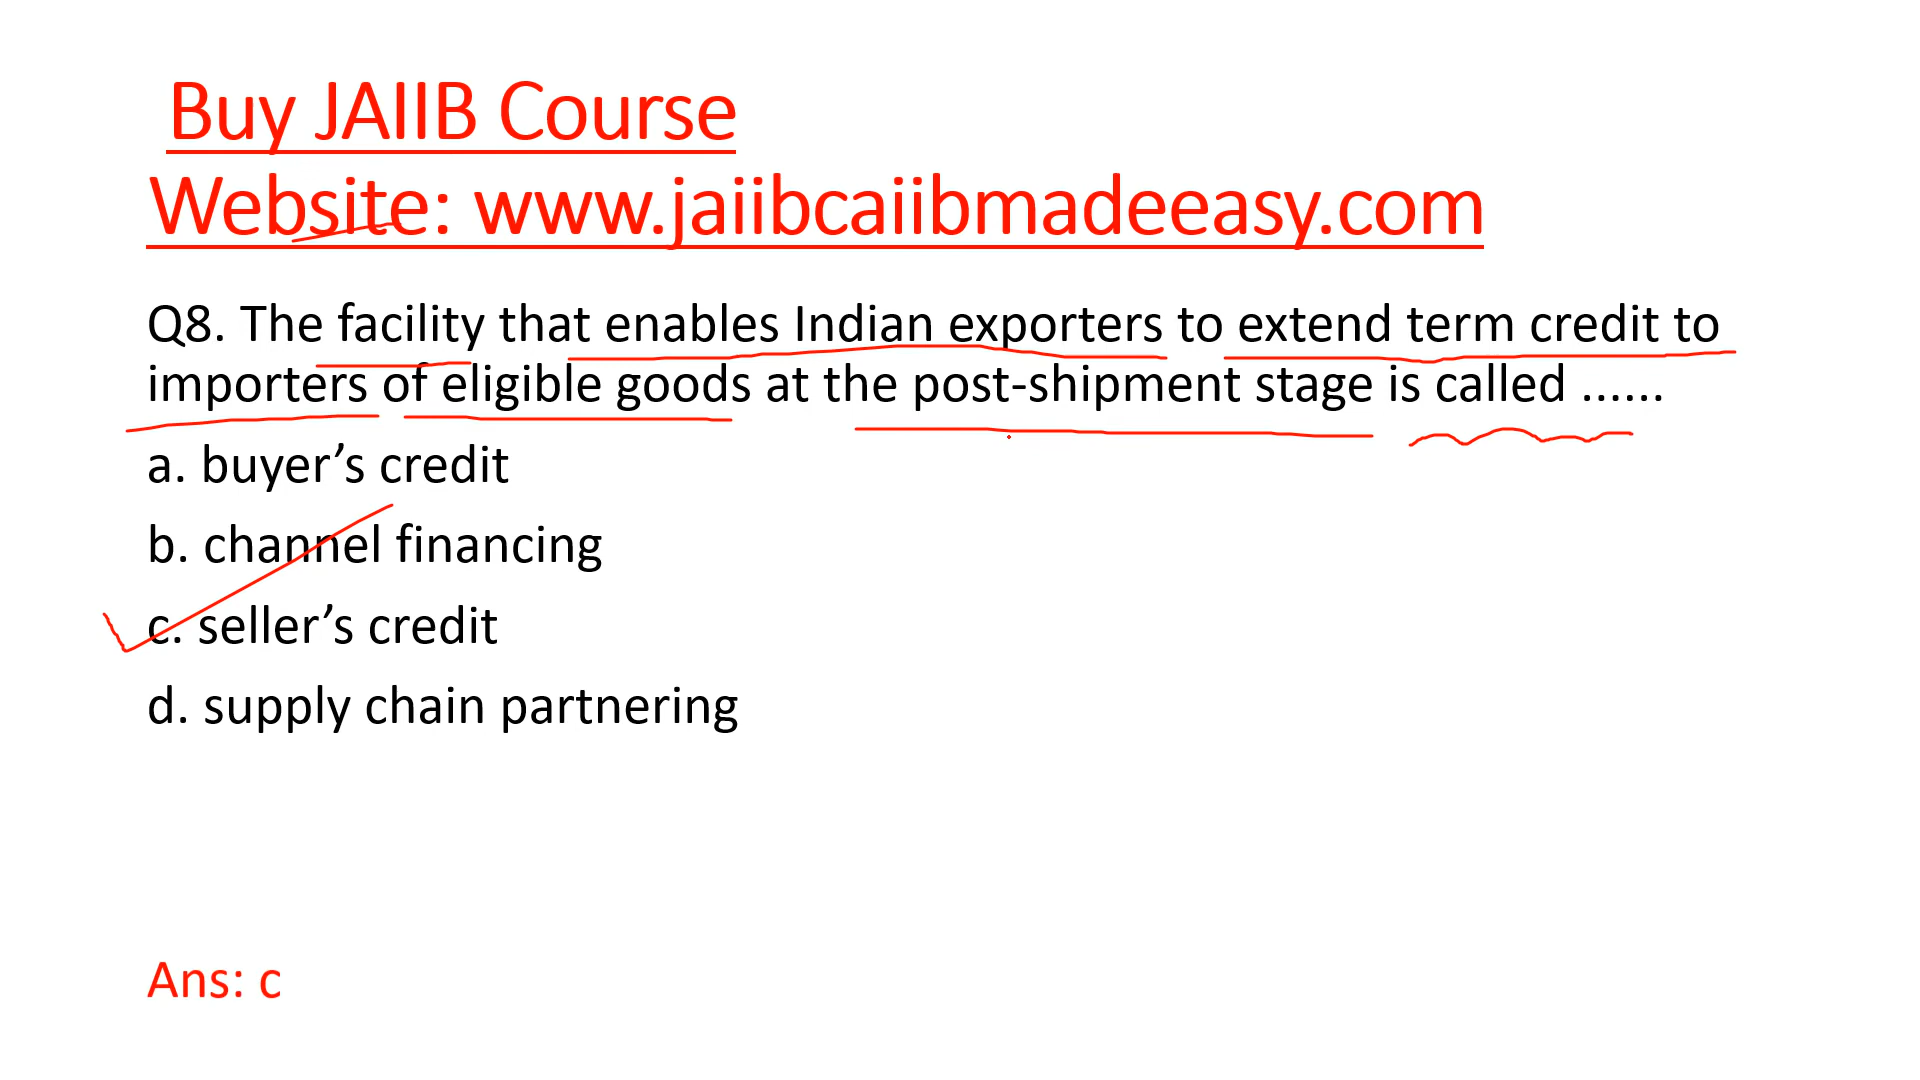 Buy JAIIB Course
Website: www.jaiibcaiibmadeeasy.com
Q8. The facility that enables Indian exporters to extend term credit to
importers of eligible goods at the post-shipment stage is called ......
a. buyer’s credit
b. channel financing
c. seller’s credit
d. supply chain partnering
Ans: c